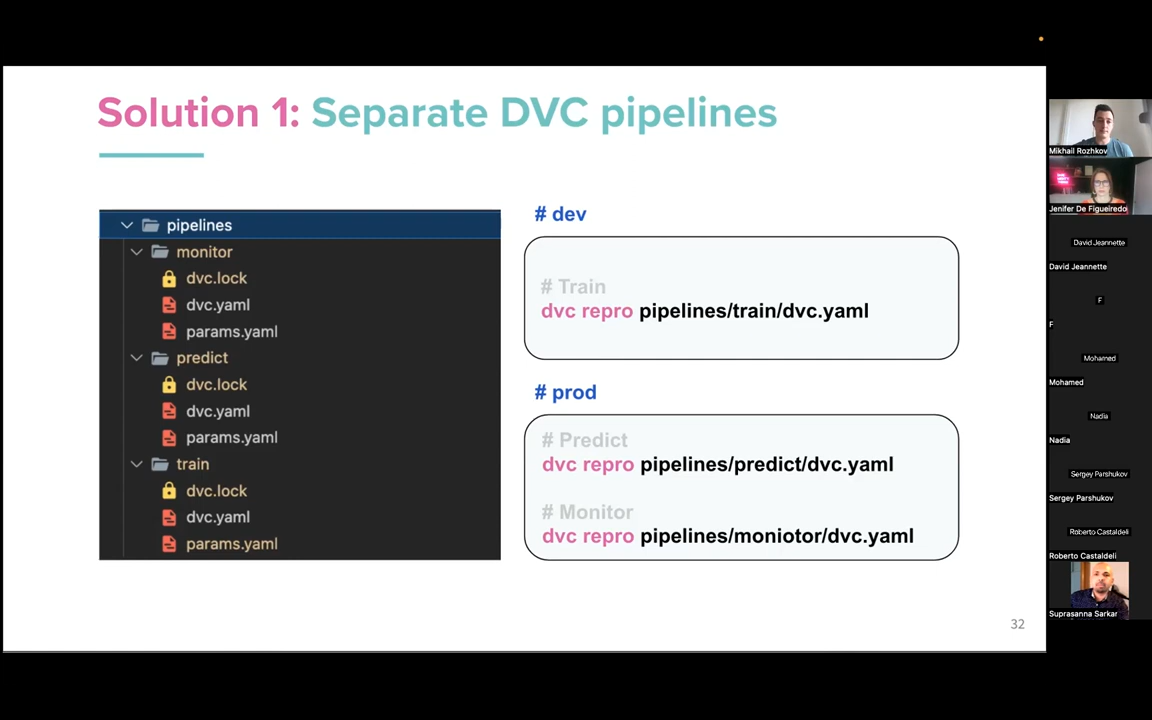 Solution 1: Separate DVC pipelines
pipelines
monitor
dvc.lock
dvc.yaml
params.yaml
predict
dvc.lock
dvc.yaml
params.yaml
train
dvc.lock
dvc.yaml
params.yaml
# dev
# Train
dvc repro pipelines/train/dvc.yaml
# prod
# Predict
dvc repro pipelines/predict/dvc.yaml
# Monitor
dvc repro pipelines/moniotor/dvc.yaml
32
Mikhail Rozhkov
Jenifer De Figueiredo
David Jeannette
David Jeannette
F
F
Mohamed
Mohamed
Nadia
Nadia
Sergey Parshukov
Sergey Parshukov
Roberto Castaldeli
Roberto Castaldeli
Suprasanna Sarkar